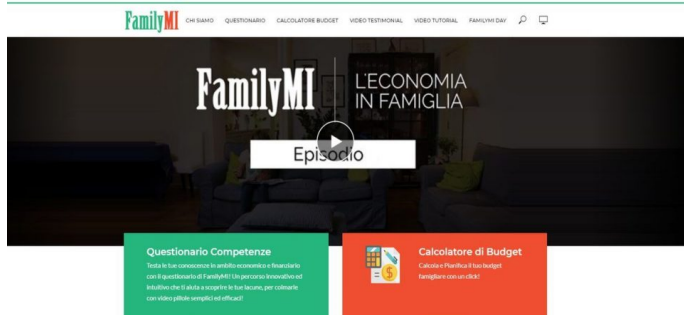 FamilyMI CHI SIAMO QUESTIONARIO CALCOLATORE BUDGET VIDEO TESTIMONIAL VIDEO TUTORIAL FAMILYMI DAY
FamilyMI L'ECONOMIA
IN FAMIGLIA
Episodio
Questionario Competenze
Testa le tue conoscenze in ambito economico e finanziario
con il questionario di FamilyMI! Un percorso innovativo ed
intuitivo che ti aiuta a scoprire le tue lacune, per colmarle
con video pillole semplici ed efficaci!
Calcolatore di Budget
Calcola e Pianifica il tuo budget
famigliare con un click!